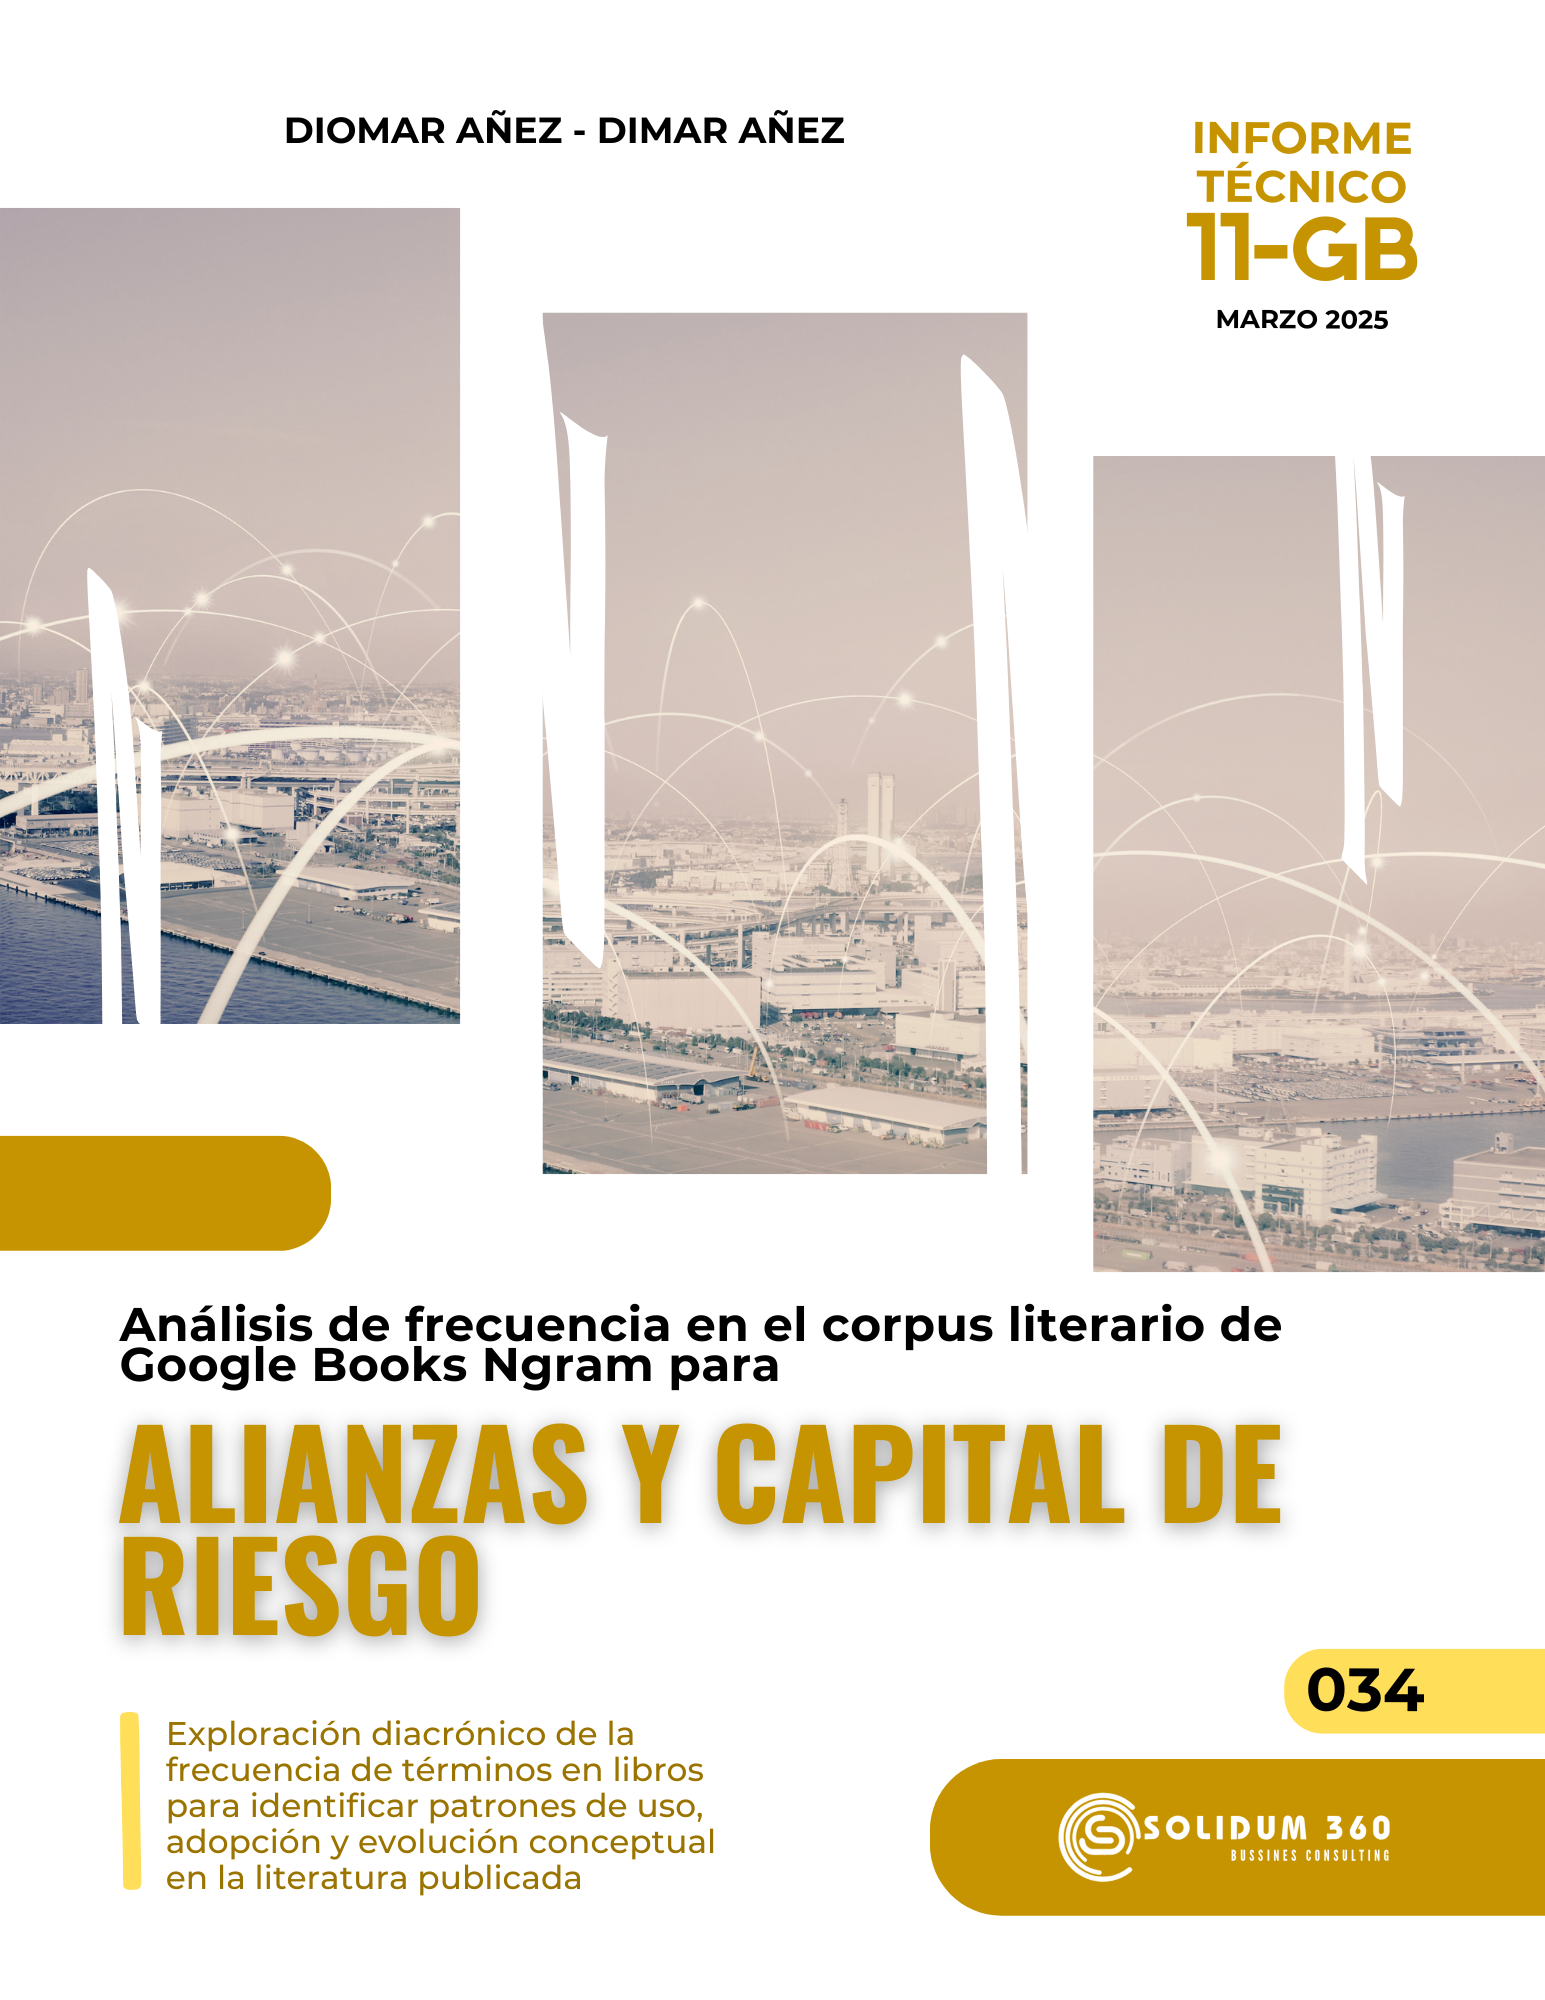 DIOMAR AÑEZ - DIMAR AÑEZ
INFORME
TÉCNICO
11-GB
MARZO 2025
Análisis de frecuencia en el corpus literario de
Google Books Ngram para
ALIANZAS Y CAPITAL DE
RIESGO
034
Exploración diacrónico de la
frecuencia de términos en libros
para identificar patrones de uso,
adopción y evolución conceptual
en la literatura publicada
SOLIDUM 360
BUSSINES CONSULTING